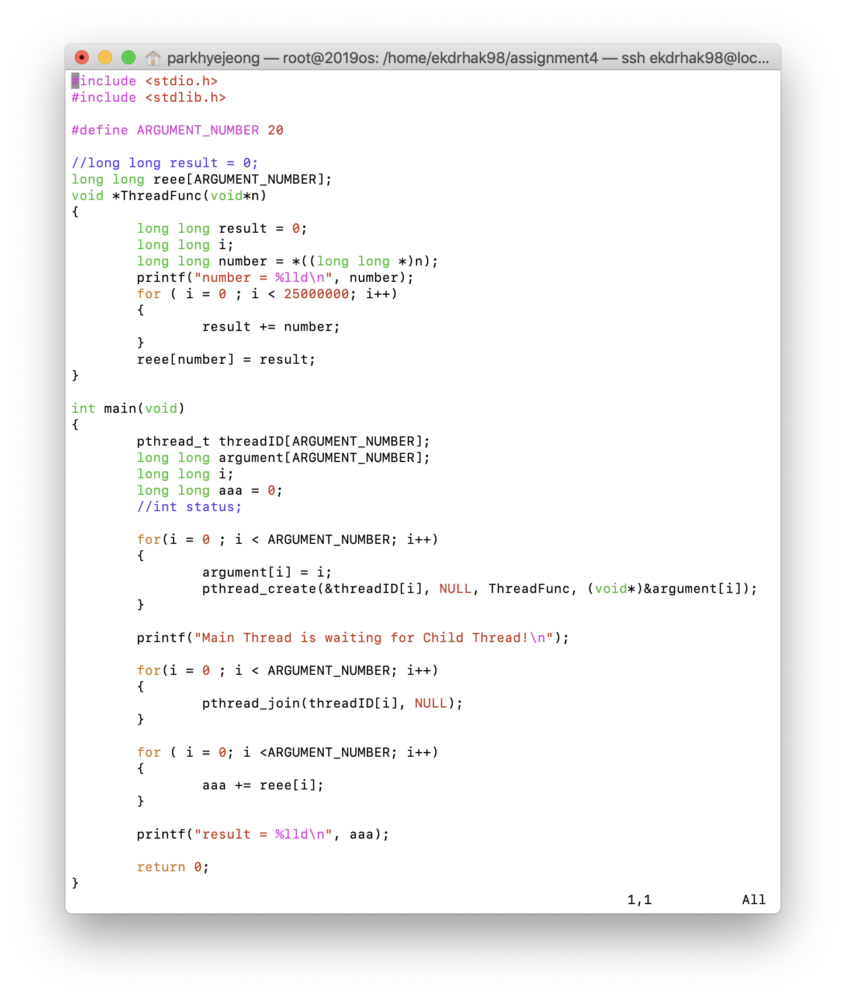 parkhyejeong — root@2019os: /home/ekdrhak98/assignment4 — ssh ekdrhak98@loc...
#include <stdio.h>
#include <stdlib.h>

#define ARGUMENT_NUMBER 20

//long long result = 0;
long long reee[ARGUMENT_NUMBER];
void *ThreadFunc(void*n)
{
        long long result = 0;
        long long i;
        long long number = *((long long *)n);
        printf("number = %lld\n", number);
        for ( i = 0 ; i < 25000000; i++)
        {
                result += number;
        }
        reee[number] = result;
}

int main(void)
{
        pthread_t threadID[ARGUMENT_NUMBER];
        long long argument[ARGUMENT_NUMBER];
        long long i;
        long long aaa = 0;
        //int status;

        for(i = 0 ; i < ARGUMENT_NUMBER; i++)
        {
                argument[i] = i;
                pthread_create(&threadID[i], NULL, ThreadFunc, (void*)&argument[i]);
        }

        printf("Main Thread is waiting for Child Thread!\n");

        for(i = 0 ; i < ARGUMENT_NUMBER; i++)
        {
                pthread_join(threadID[i], NULL);
        }

        for ( i = 0; i <ARGUMENT_NUMBER; i++)
        {
                aaa += reee[i];
        }

        printf("result = %lld\n", aaa);

        return 0;
}
1,1 All